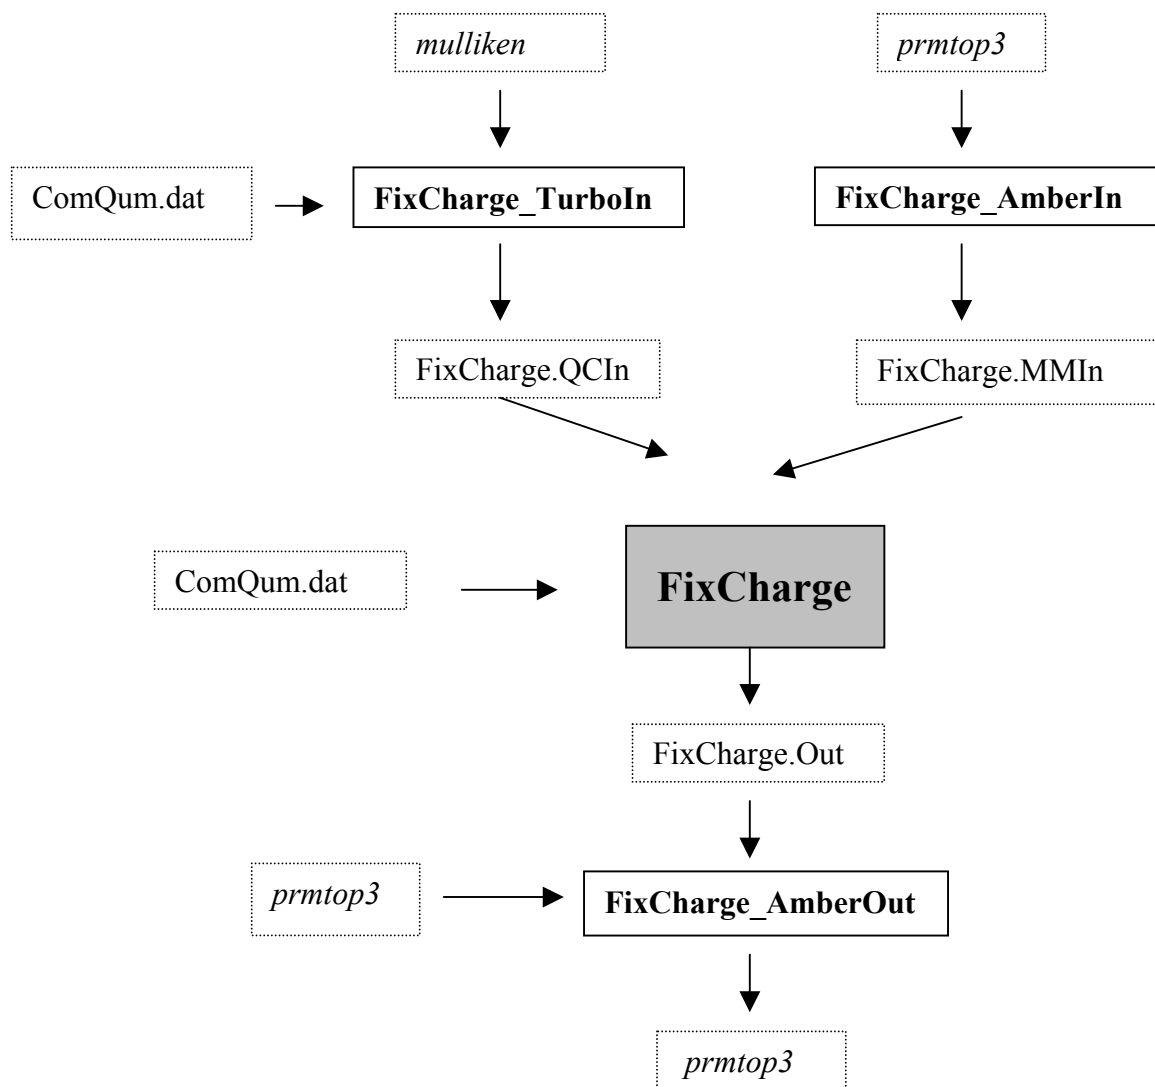 mulliken
prmtop3
ComQum.dat
FixCharge_TurboIn
FixCharge_AmberIn
FixCharge.QCIn
FixCharge.MMIn
ComQum.dat
FixCharge
FixCharge.Out
prmtop3
FixCharge_AmberOut
prmtop3